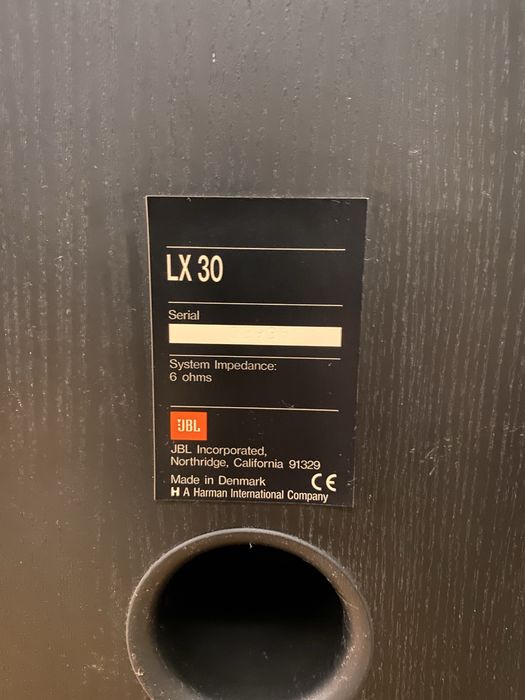 LX 30
Serial
System Impedance:
6 ohms
JBL
JBL Incorporated,
Northridge, California 91329
Made in Denmark CE
H A Harman International Company